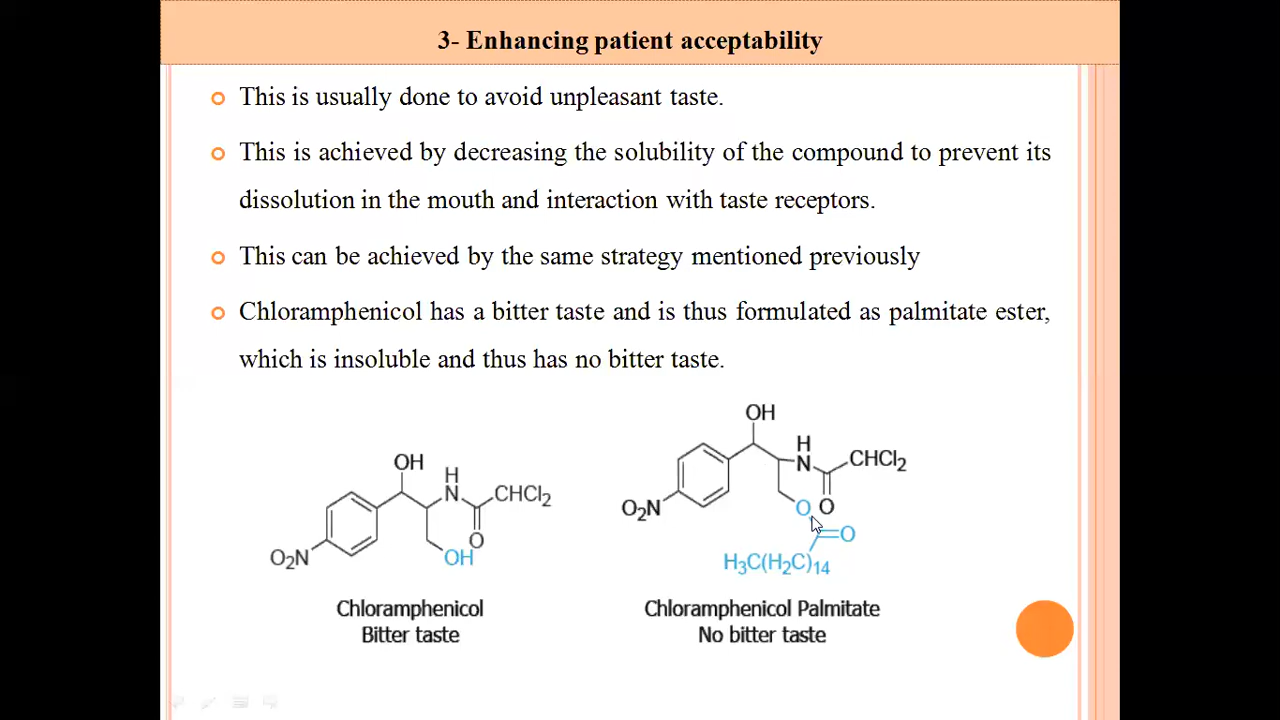 3- Enhancing patient acceptability
This is usually done to avoid unpleasant taste.
This is achieved by decreasing the solubility of the compound to prevent its
dissolution in the mouth and interaction with taste receptors.
This can be achieved by the same strategy mentioned previously
Chloramphenicol has a bitter taste and is thus formulated as palmitate ester,
which is insoluble and thus has no bitter taste.
OH
H
N
CHCl2
O
OH
O2N
Chloramphenicol
Bitter taste
OH
H
N
CHCl2
O2N
O
O
O
H3C(H2C)14
Chloramphenicol Palmitate
No bitter taste